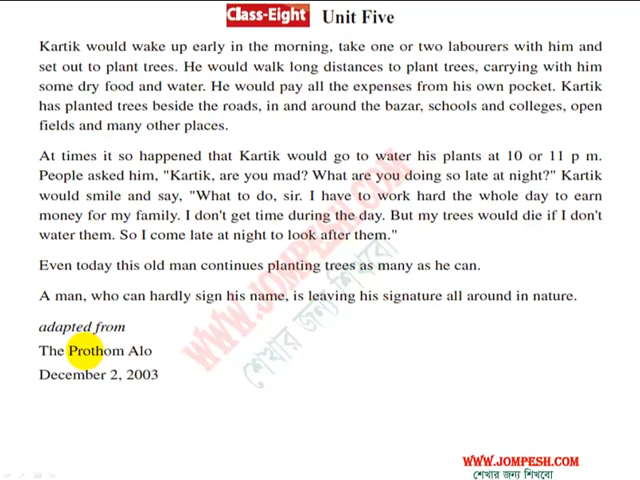 Class-Eight Unit Five
Kartik would wake up early in the morning, take one or two labourers with him and
set out to plant trees. He would walk long distances to plant trees, carrying with him
some dry food and water. He would pay all the expenses from his own pocket. Kartik
has planted trees beside the roads, in and around the bazar, schools and colleges, open
fields and many other places.
At times it so happened that Kartik would go to water his plants at 10 or 11 p m.
People asked him, "Kartik, are you mad? What are you doing so late at night?" Kartik
would smile and say, "What to do, sir. I have to work hard the whole day to earn
money for my family. I don't get time during the day. But my trees would die if I don't
water them. So I come late at night to look after them."
Even today this old man continues planting trees as many as he can.
A man, who can hardly sign his name, is leaving his signature all around in nature.
adapted from
The Prothom Alo
December 2, 2003
WWW.JOMPESH.COM
শেখার জন্য শিখবো
WWW.JOMPESH.COM
শেখার জন্য শিখবো